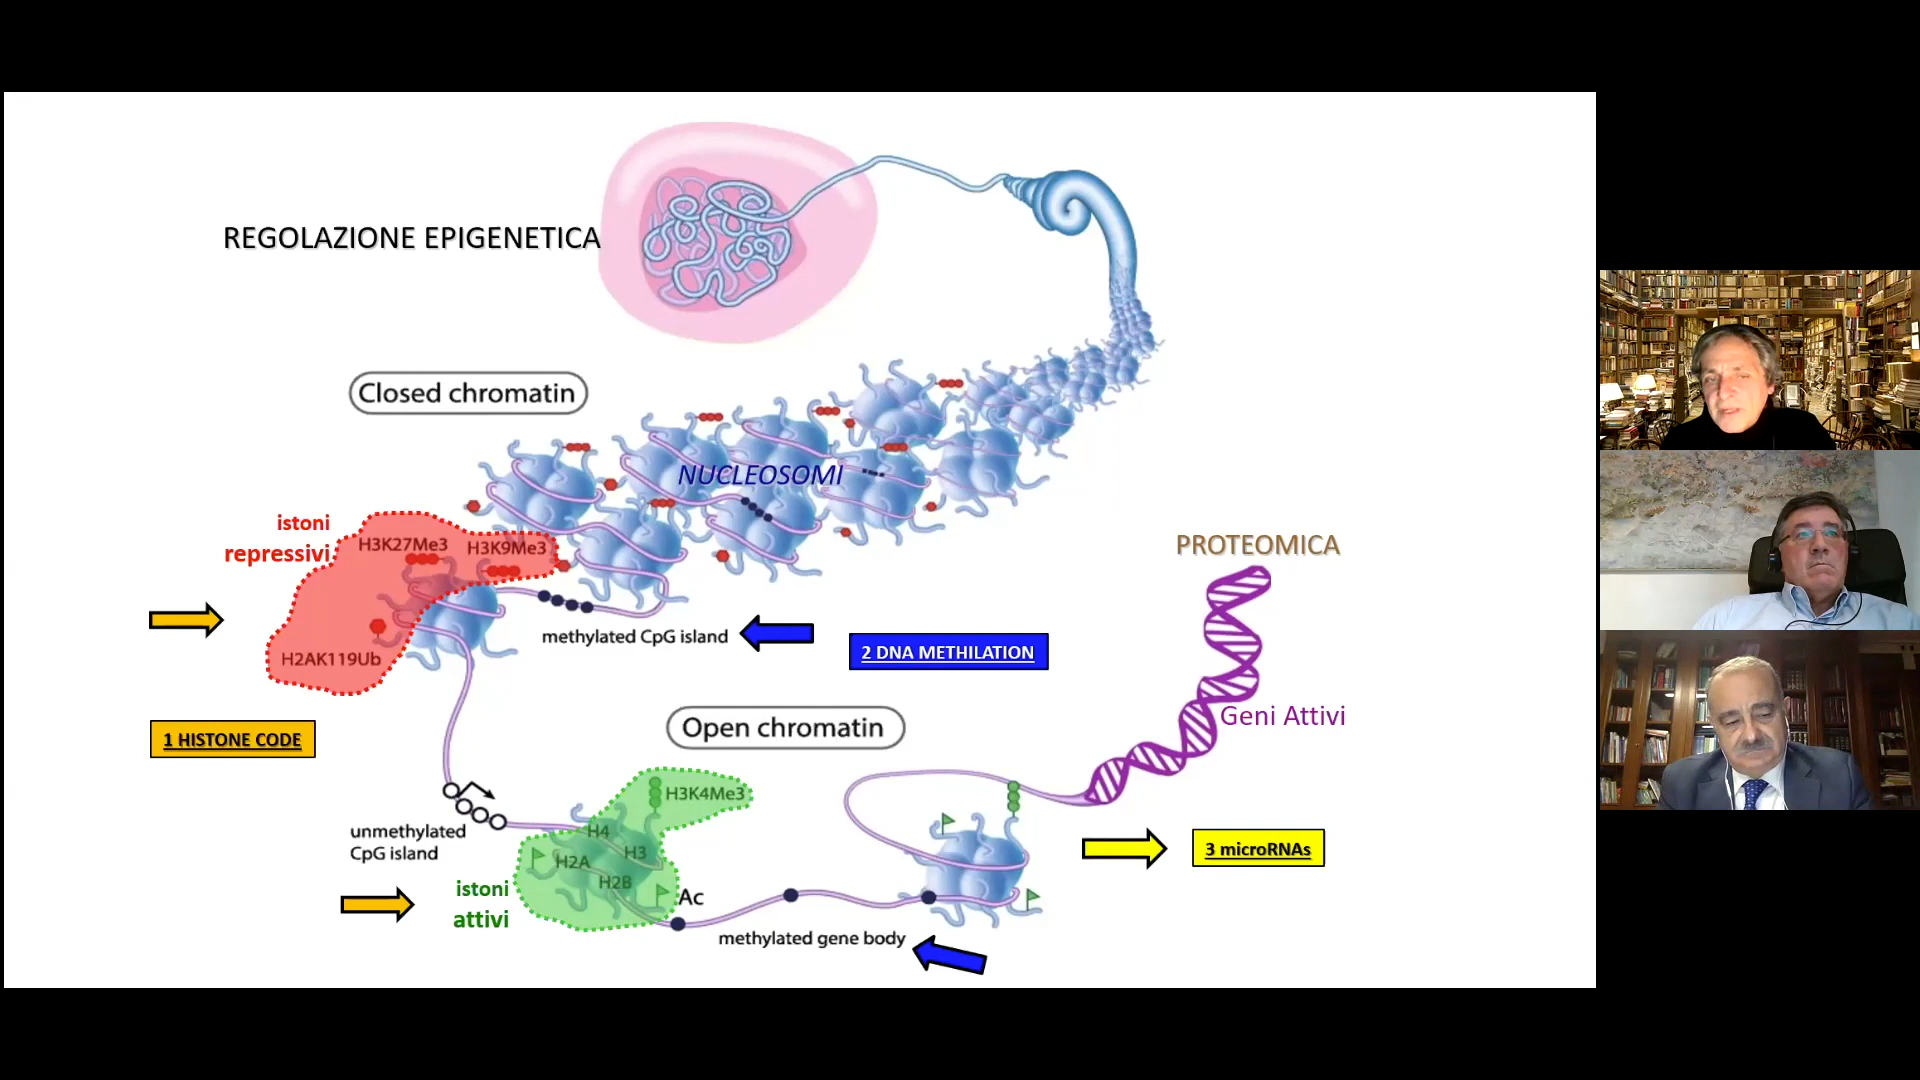 REGOLAZIONE EPIGENETICA
Closed chromatin
NUCLEOSOMI
istoni
repressivi
H3K27Me3
H3K9Me3
H2AK119Ub
PROTEOMICA
methylated CpG island
2 DNA METHILATION
1 HISTONE CODE
Geni Attivi
Open chromatin
H3K4Me3
unmethylated
CpG island
H4
H3
H2A
H2B
Ac
istoni
attivi
3 microRNAs
methylated gene body